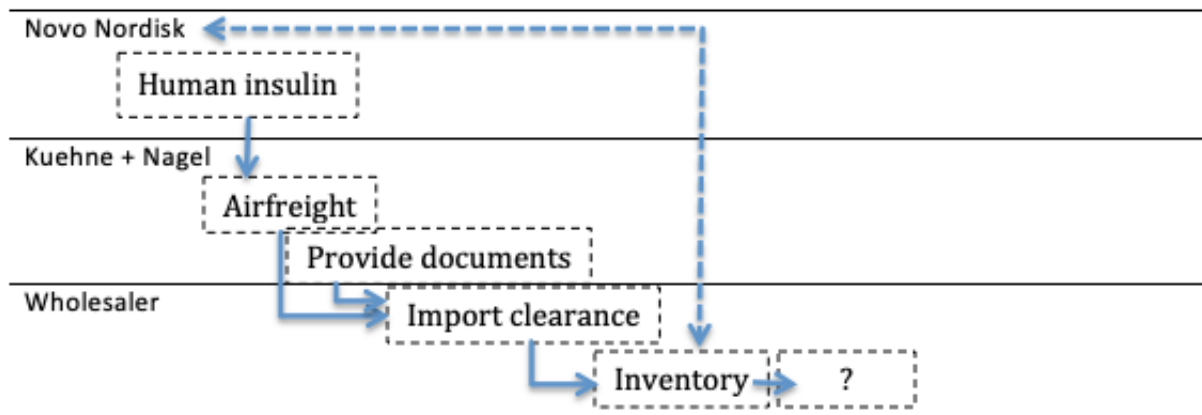 Novo Nordisk
Human insulin
Kuehne + Nagel
Airfreight
Provide documents
Wholesaler
Import clearance
Inventory
?